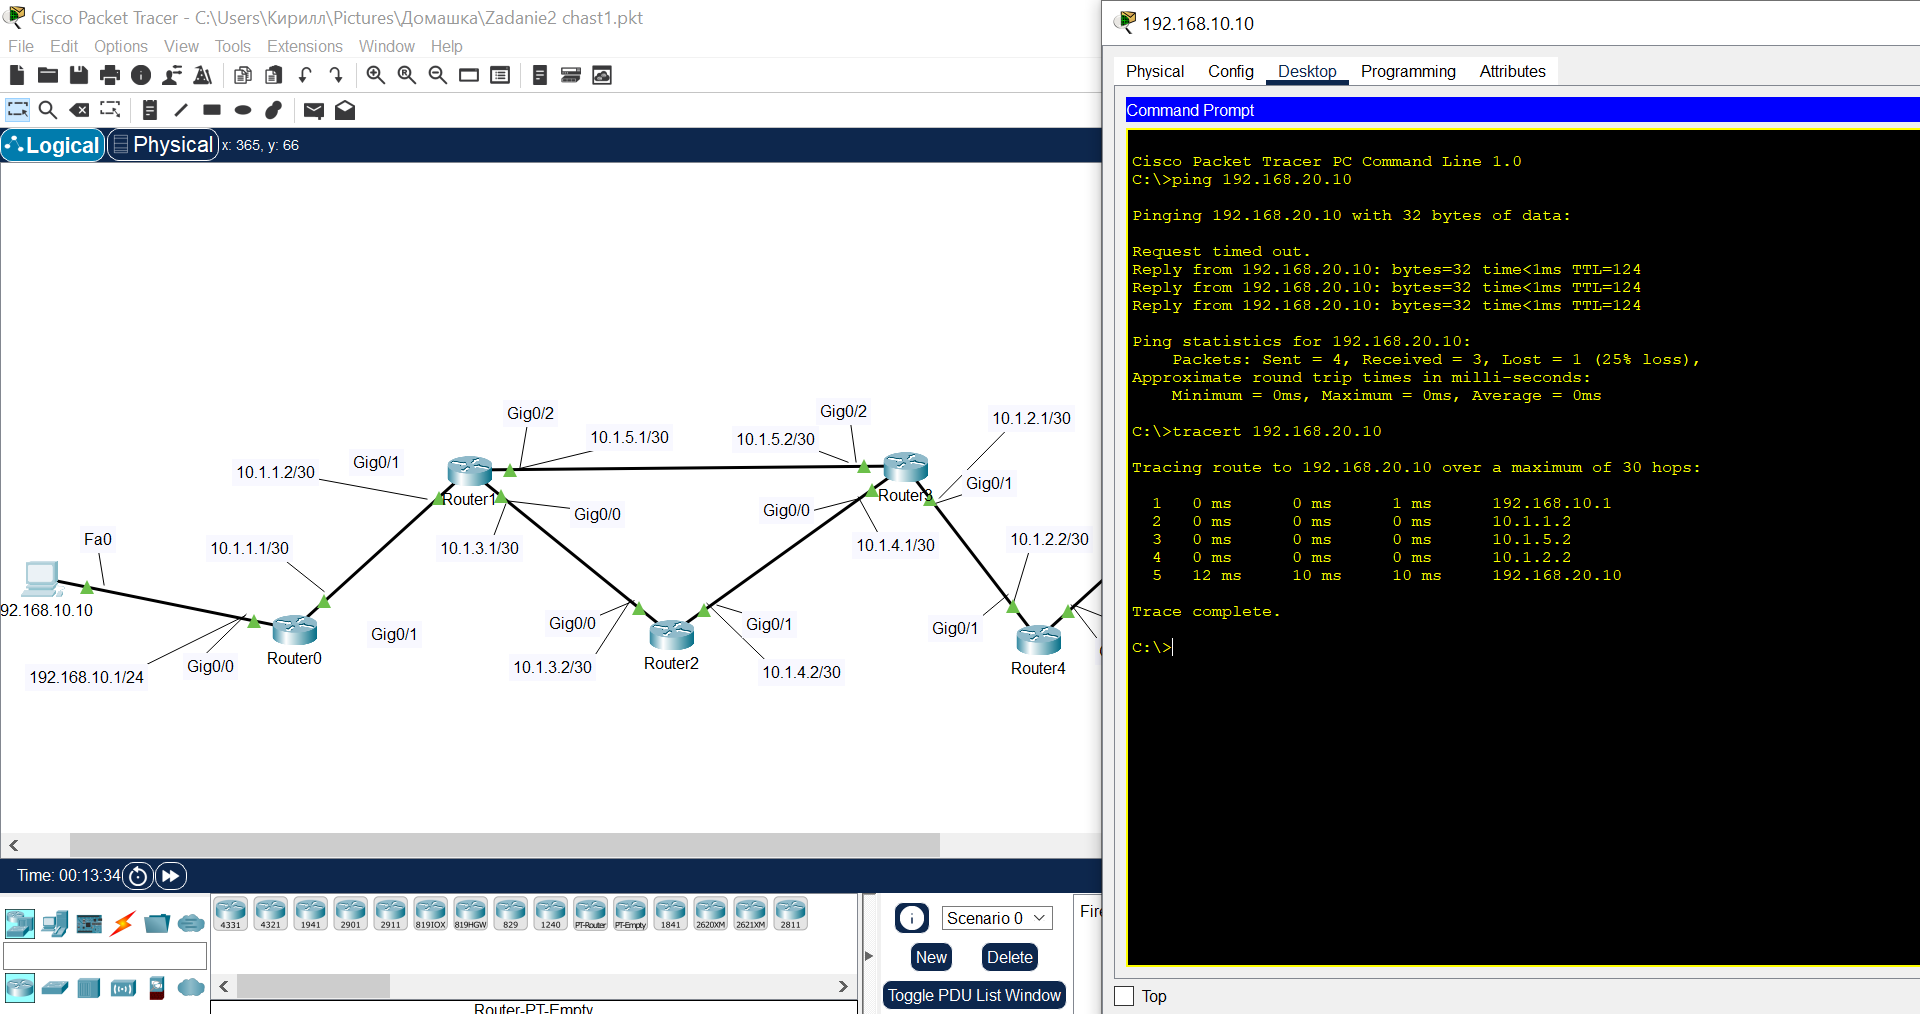 Cisco Packet Tracer - C:\Users\Кирилл\Pictures\Домашка\Zadanie2 chast1.pkt
File Edit Options View Tools Extensions Window Help
Logical Physical x: 365, y: 66
Gig0/2
Gig0/2
10.1.2.1/30
10.1.5.1/30
10.1.5.2/30
Gig0/1
10.1.1.2/30
Router1
Router3
Gig0/1
Gig0/0
Gig0/0
Fa0
10.1.1.1/30
10.1.3.1/30
10.1.4.1/30
10.1.2.2/30
92.168.10.10
Gig0/0
Gig0/1
Gig0/1
Gig0/1
Router0
Router2
Router4
192.168.10.1/24
Gig0/0
10.1.3.2/30
10.1.4.2/30
Time: 00:13:34
4331 4321 1941 2901 2911 819IOX 819HGW 829 1240 PT-Router PT-Empty 1841 2620XM 2621XM 2811
Router-PT-Empty
Scenario 0
New Delete
Toggle PDU List Window
Fire
192.168.10.10
Physical Config Desktop Programming Attributes
Command Prompt
Cisco Packet Tracer PC Command Line 1.0
C:\>ping 192.168.20.10
Pinging 192.168.20.10 with 32 bytes of data:
Request timed out.
Reply from 192.168.20.10: bytes=32 time<1ms TTL=124
Reply from 192.168.20.10: bytes=32 time<1ms TTL=124
Reply from 192.168.20.10: bytes=32 time<1ms TTL=124
Ping statistics for 192.168.20.10:
Packets: Sent = 4, Received = 3, Lost = 1 (25% loss),
Approximate round trip times in milli-seconds:
Minimum = 0ms, Maximum = 0ms, Average = 0ms
C:\>tracert 192.168.20.10
Tracing route to 192.168.20.10 over a maximum of 30 hops:
1 0 ms 0 ms 1 ms 192.168.10.1
2 0 ms 0 ms 0 ms 10.1.1.2
3 0 ms 0 ms 0 ms 10.1.5.2
4 0 ms 0 ms 0 ms 10.1.2.2
5 12 ms 10 ms 10 ms 192.168.20.10
Trace complete.
C:\>
Top